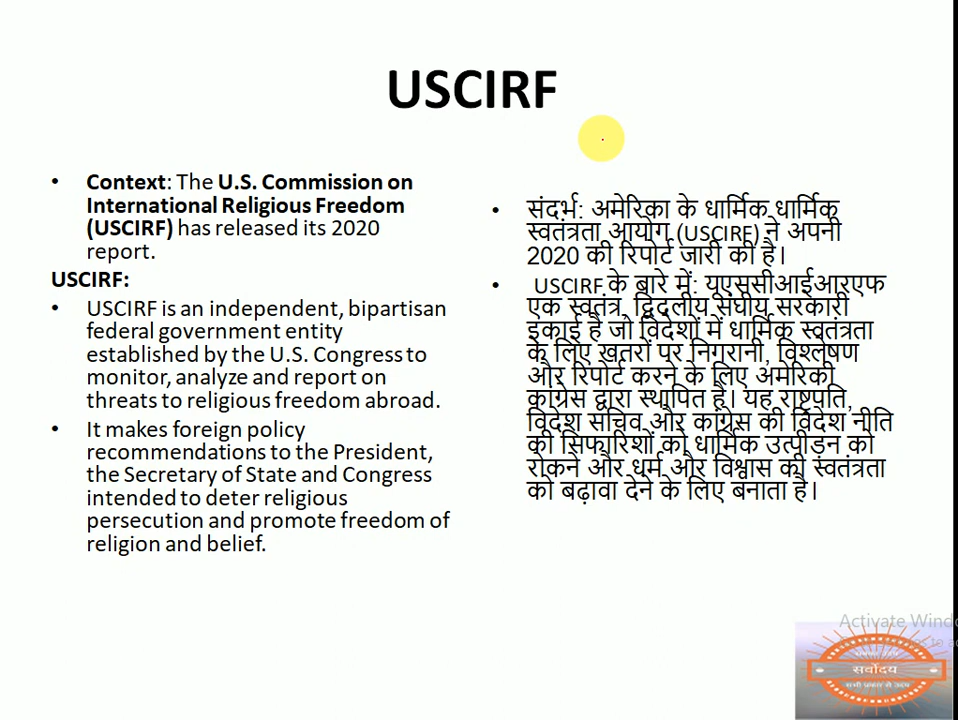 USCIRF
• Context: The U.S. Commission on
International Religious Freedom
(USCIRF) has released its 2020
report.
USCIRF:
• USCIRF is an independent, bipartisan
federal government entity
established by the U.S. Congress to
monitor, analyze and report on
threats to religious freedom abroad.
• It makes foreign policy
recommendations to the President,
the Secretary of State and Congress
intended to deter religious
persecution and promote freedom of
religion and belief.
• संदर्भ: अमेरिका के धार्मिक धार्मिक
स्वतंत्रता आयोग (USCIRF) ने अपनी
2020 की रिपोर्ट जारी की है।
• USCIRF के बारे में: यूएससीआईआरएफ
एक स्वतंत्र, द्विदलीय संघीय सरकारी
इकाई है जो विदेशों में धार्मिक स्वतंत्रता
के लिए खतरों पर निगरानी, विश्लेषण
और रिपोर्ट करने के लिए अमेरिकी
कांग्रेस द्वारा स्थापित है। यह राष्ट्रपति,
विदेश सचिव और कांग्रेस की विदेश नीति
की सिफारिशों को धार्मिक उत्पीड़न को
रोकने और धर्म और विश्वास की स्वतंत्रता
को बढ़ावा देने के लिए बनाता है।
Activate Windo
सर्वोदय